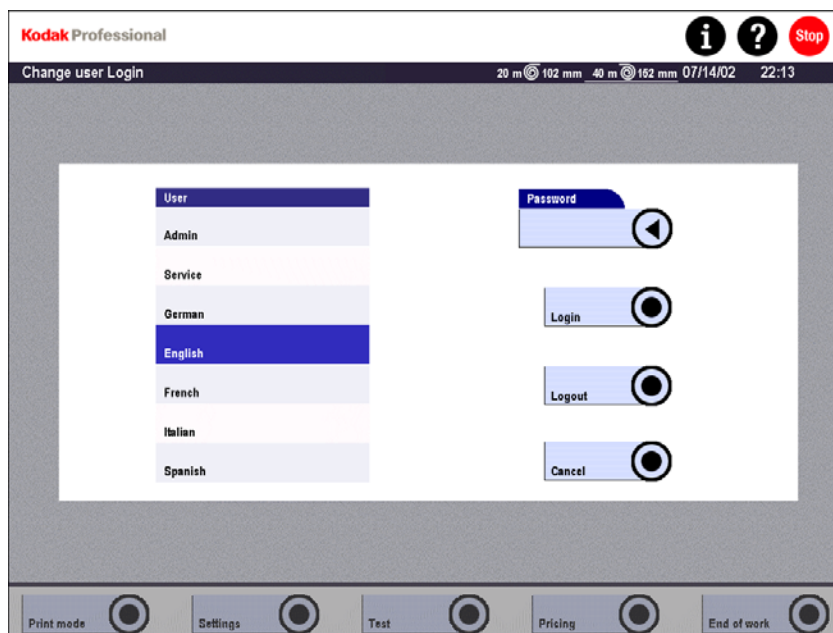 Kodak Professional
i ? Stop
Change user Login 20 m 102 mm 40 m 152 mm 07/14/02 22:13
User
Admin
Service
German
English
French
Italian
Spanish
Password
Login
Logout
Cancel
Print mode Settings Test Pricing End of work